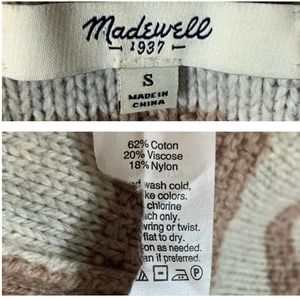 Madewell
1937
S
MADE IN
CHINA
62% Coton
20% Viscose
18% Nylon
wash cold,
ke colors.
chlorine
ch only.
wring or twist.
flat to dry.
on as needed.
an if preferred.